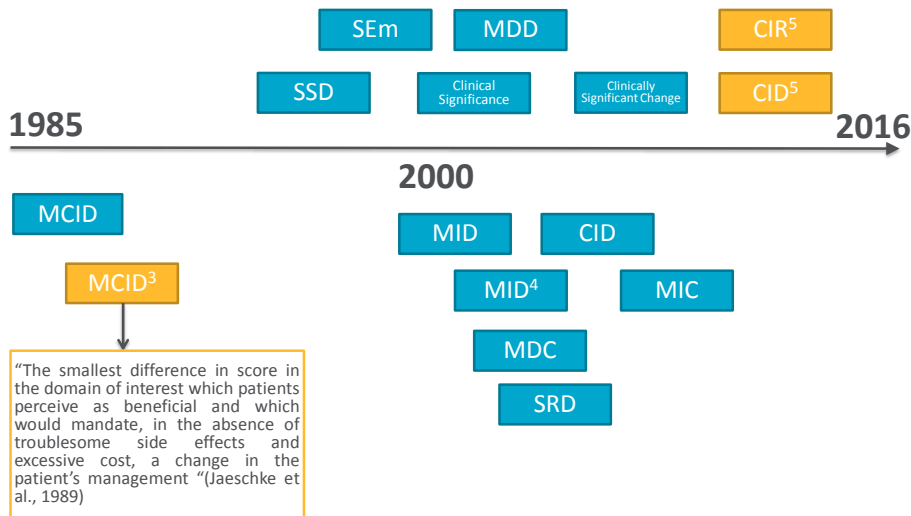 SEm
MDD
CIR⁵
SSD
Clinical
Significance
Clinically
Significant Change
CID⁵
1985
2016
2000
MCID
MID
CID
MCID³
MID⁴
MIC
MDC
SRD
“The smallest difference in score in
the domain of interest which patients
perceive as beneficial and which
would mandate, in the absence of
troublesome side effects and
excessive cost, a change in the
patient’s management “(Jaeschke et
al., 1989)